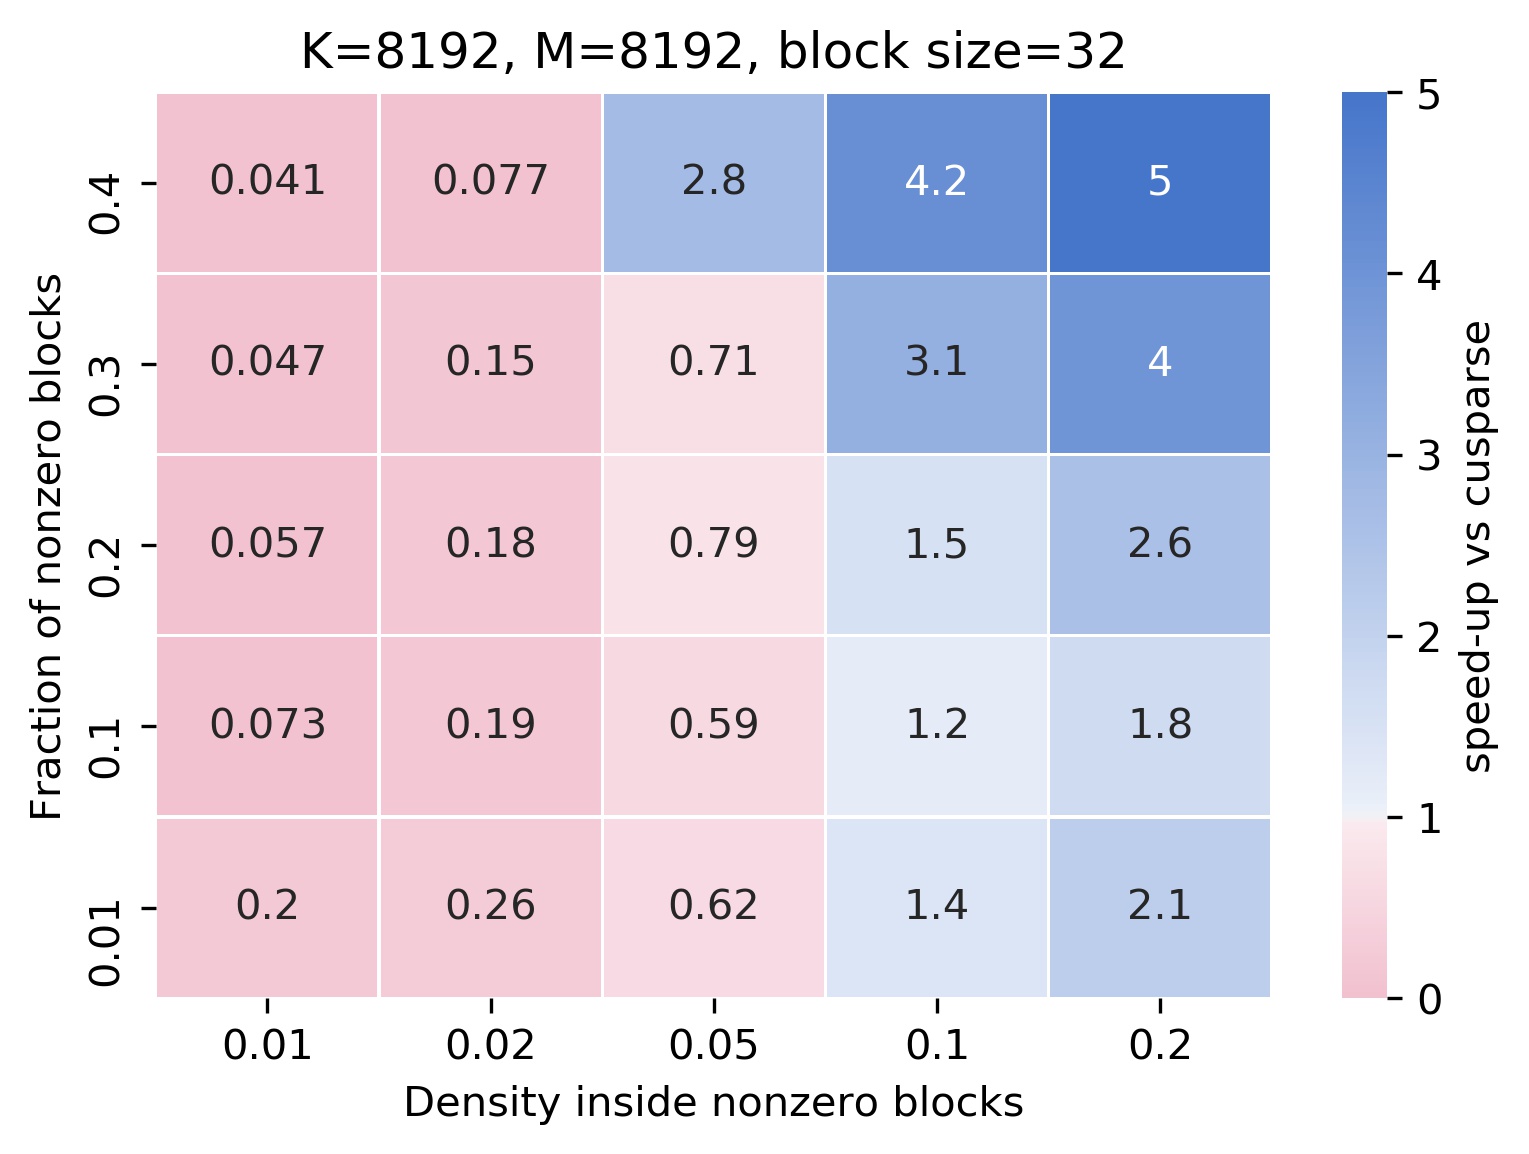 K=8192, M=8192, block size=32
Fraction of nonzero blocks
0.4 0.041 0.077 2.8 4.2 5
0.3 0.047 0.15 0.71 3.1 4
0.2 0.057 0.18 0.79 1.5 2.6
0.1 0.073 0.19 0.59 1.2 1.8
0.01 0.2 0.26 0.62 1.4 2.1
0.01 0.02 0.05 0.1 0.2
Density inside nonzero blocks
5
4
3
2
1
0
speed-up vs cusparse